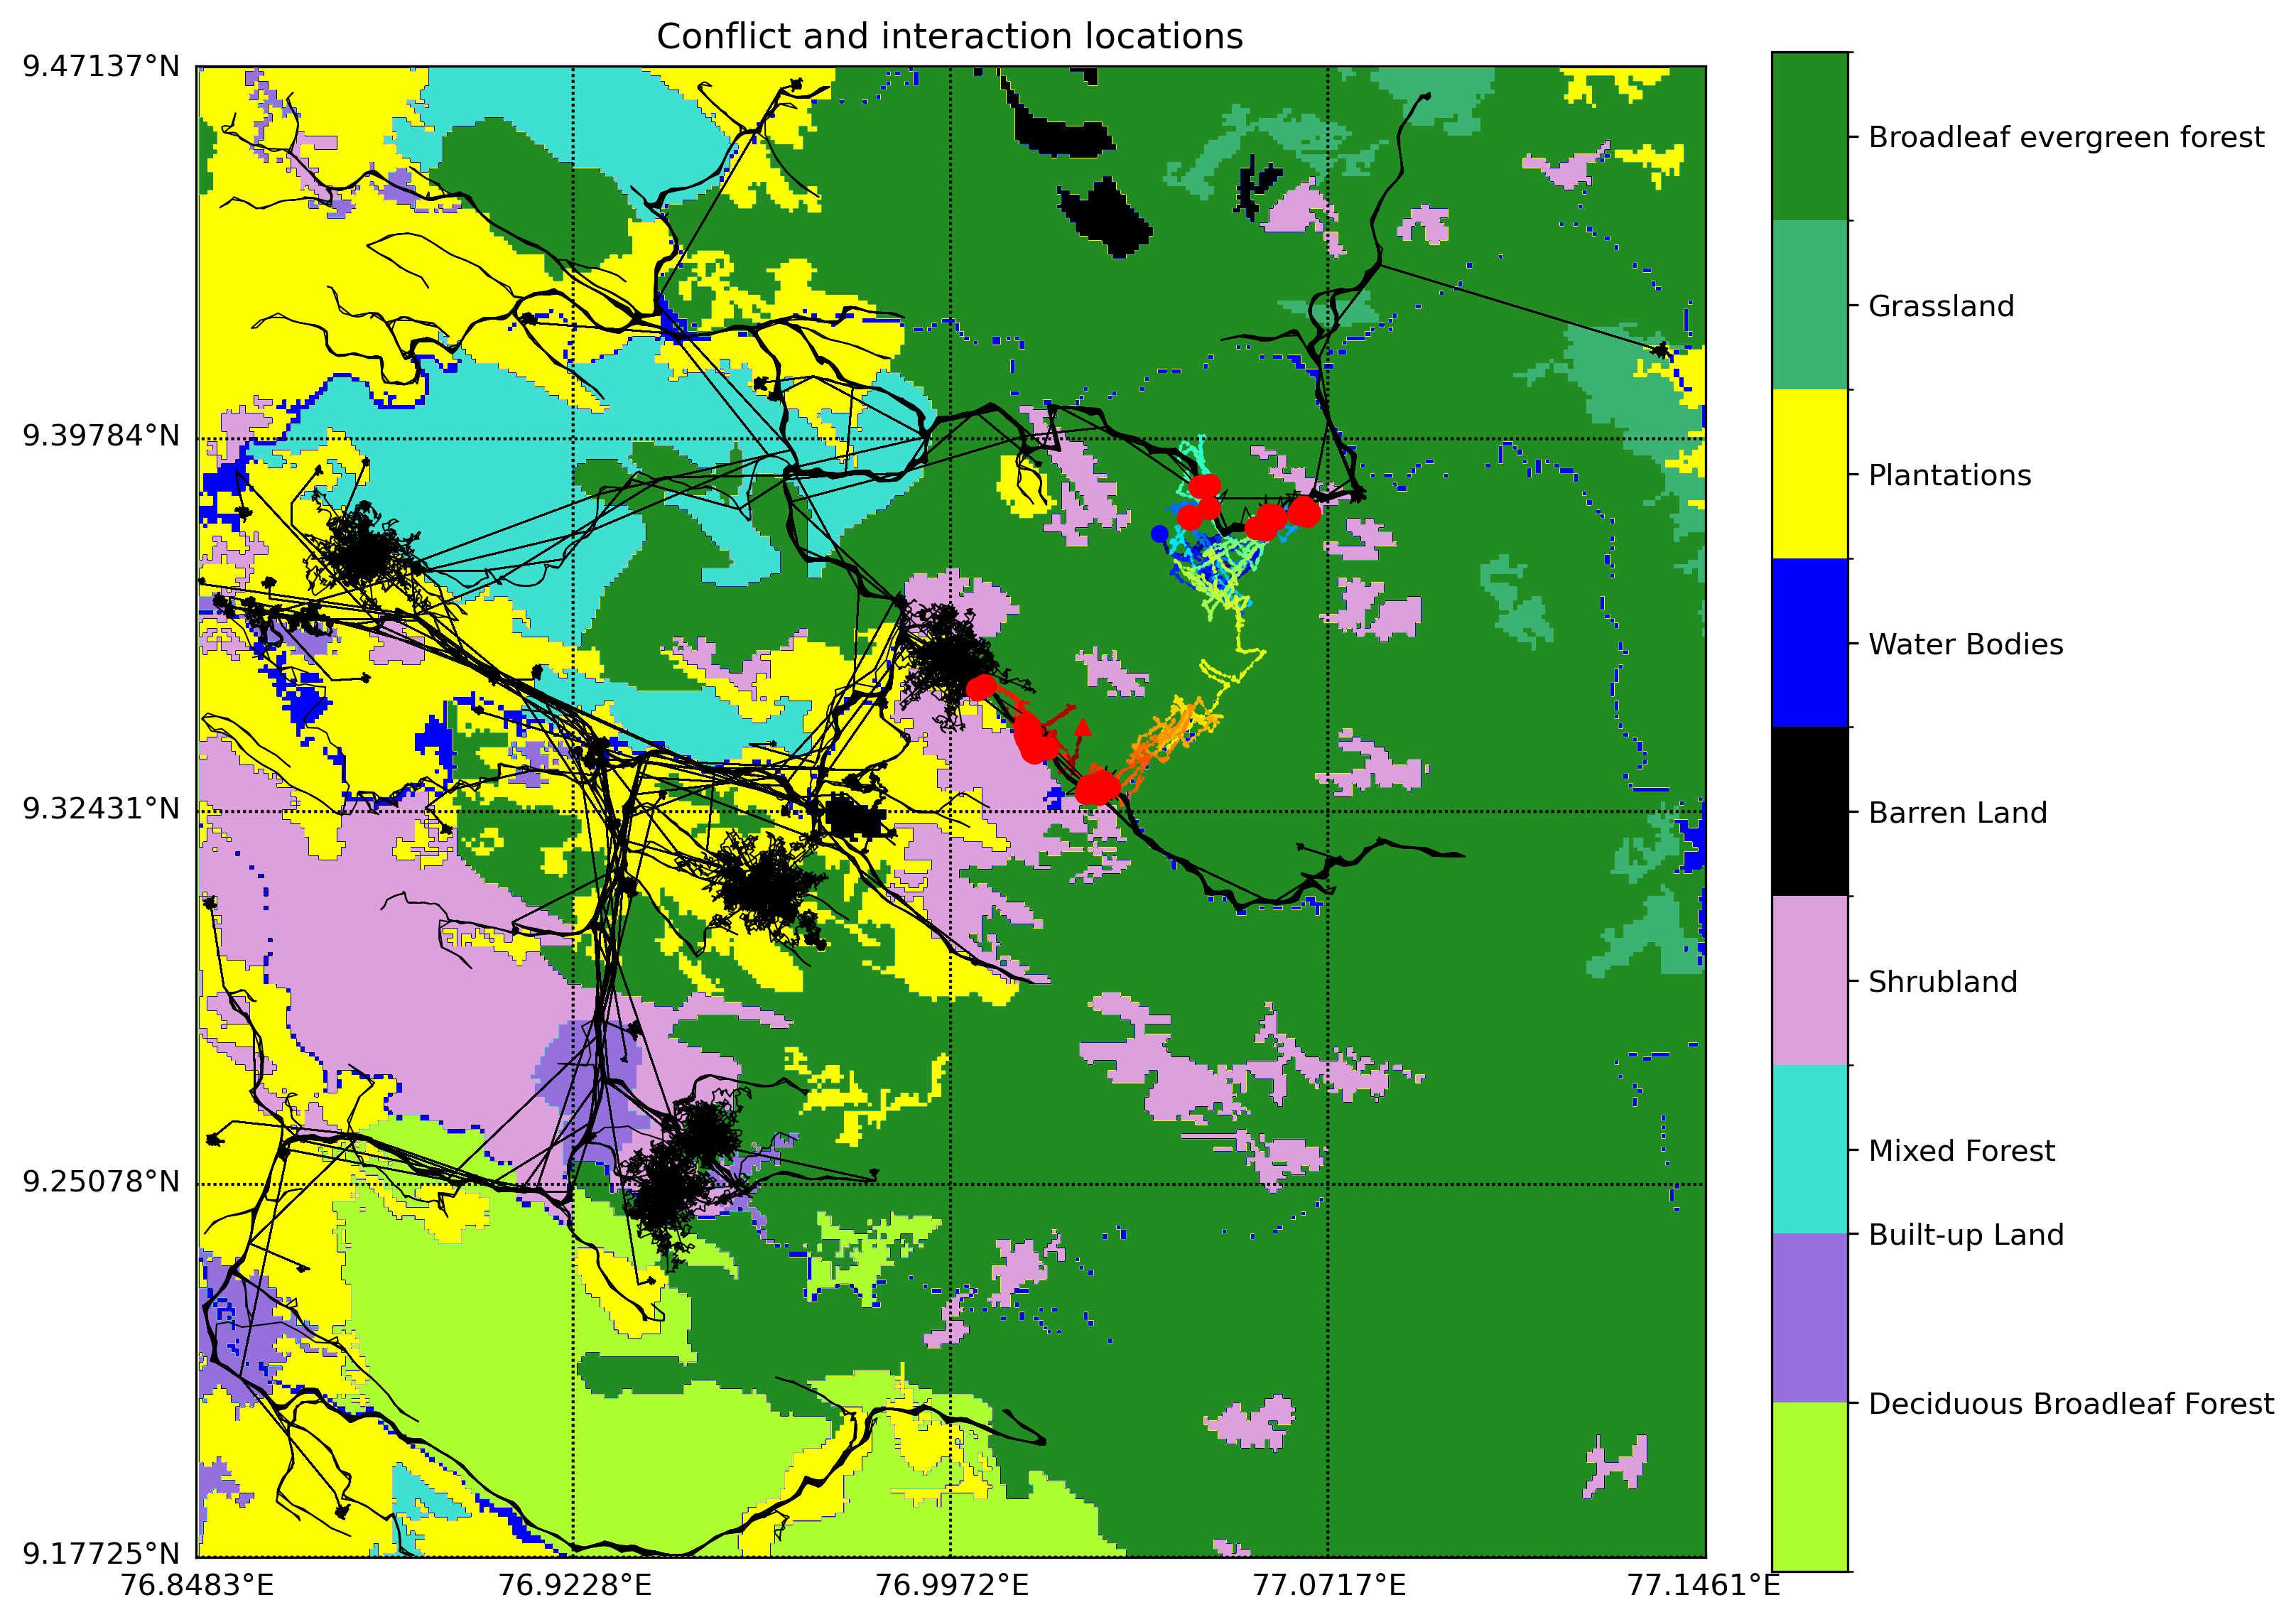 Conflict and interaction locations
9.47137°N
9.39784°N
9.32431°N
9.25078°N
9.17725°N
76.8483°E
76.9228°E
76.9972°E
77.0717°E
77.1461°E
Broadleaf evergreen forest
Grassland
Plantations
Water Bodies
Barren Land
Shrubland
Mixed Forest
Built-up Land
Deciduous Broadleaf Forest